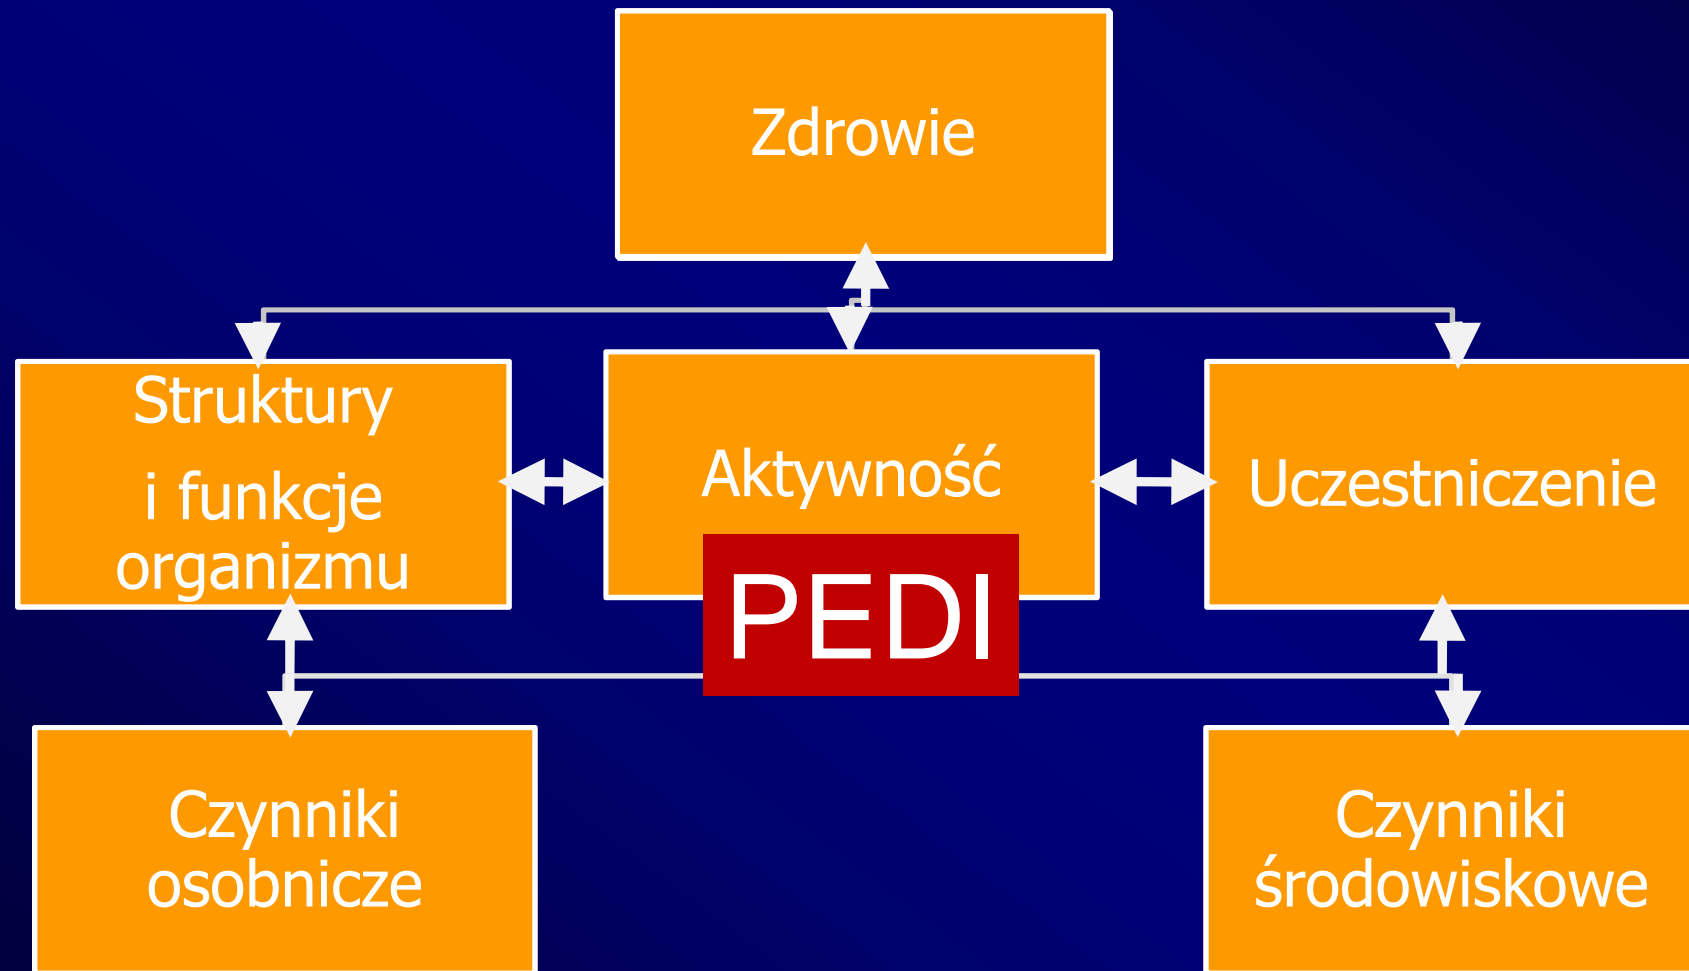 Zdrowie
Struktury
i funkcje
organizmu
Aktywność
PEDI
Uczestniczenie
Czynniki
osobnicze
Czynniki
środowiskowe